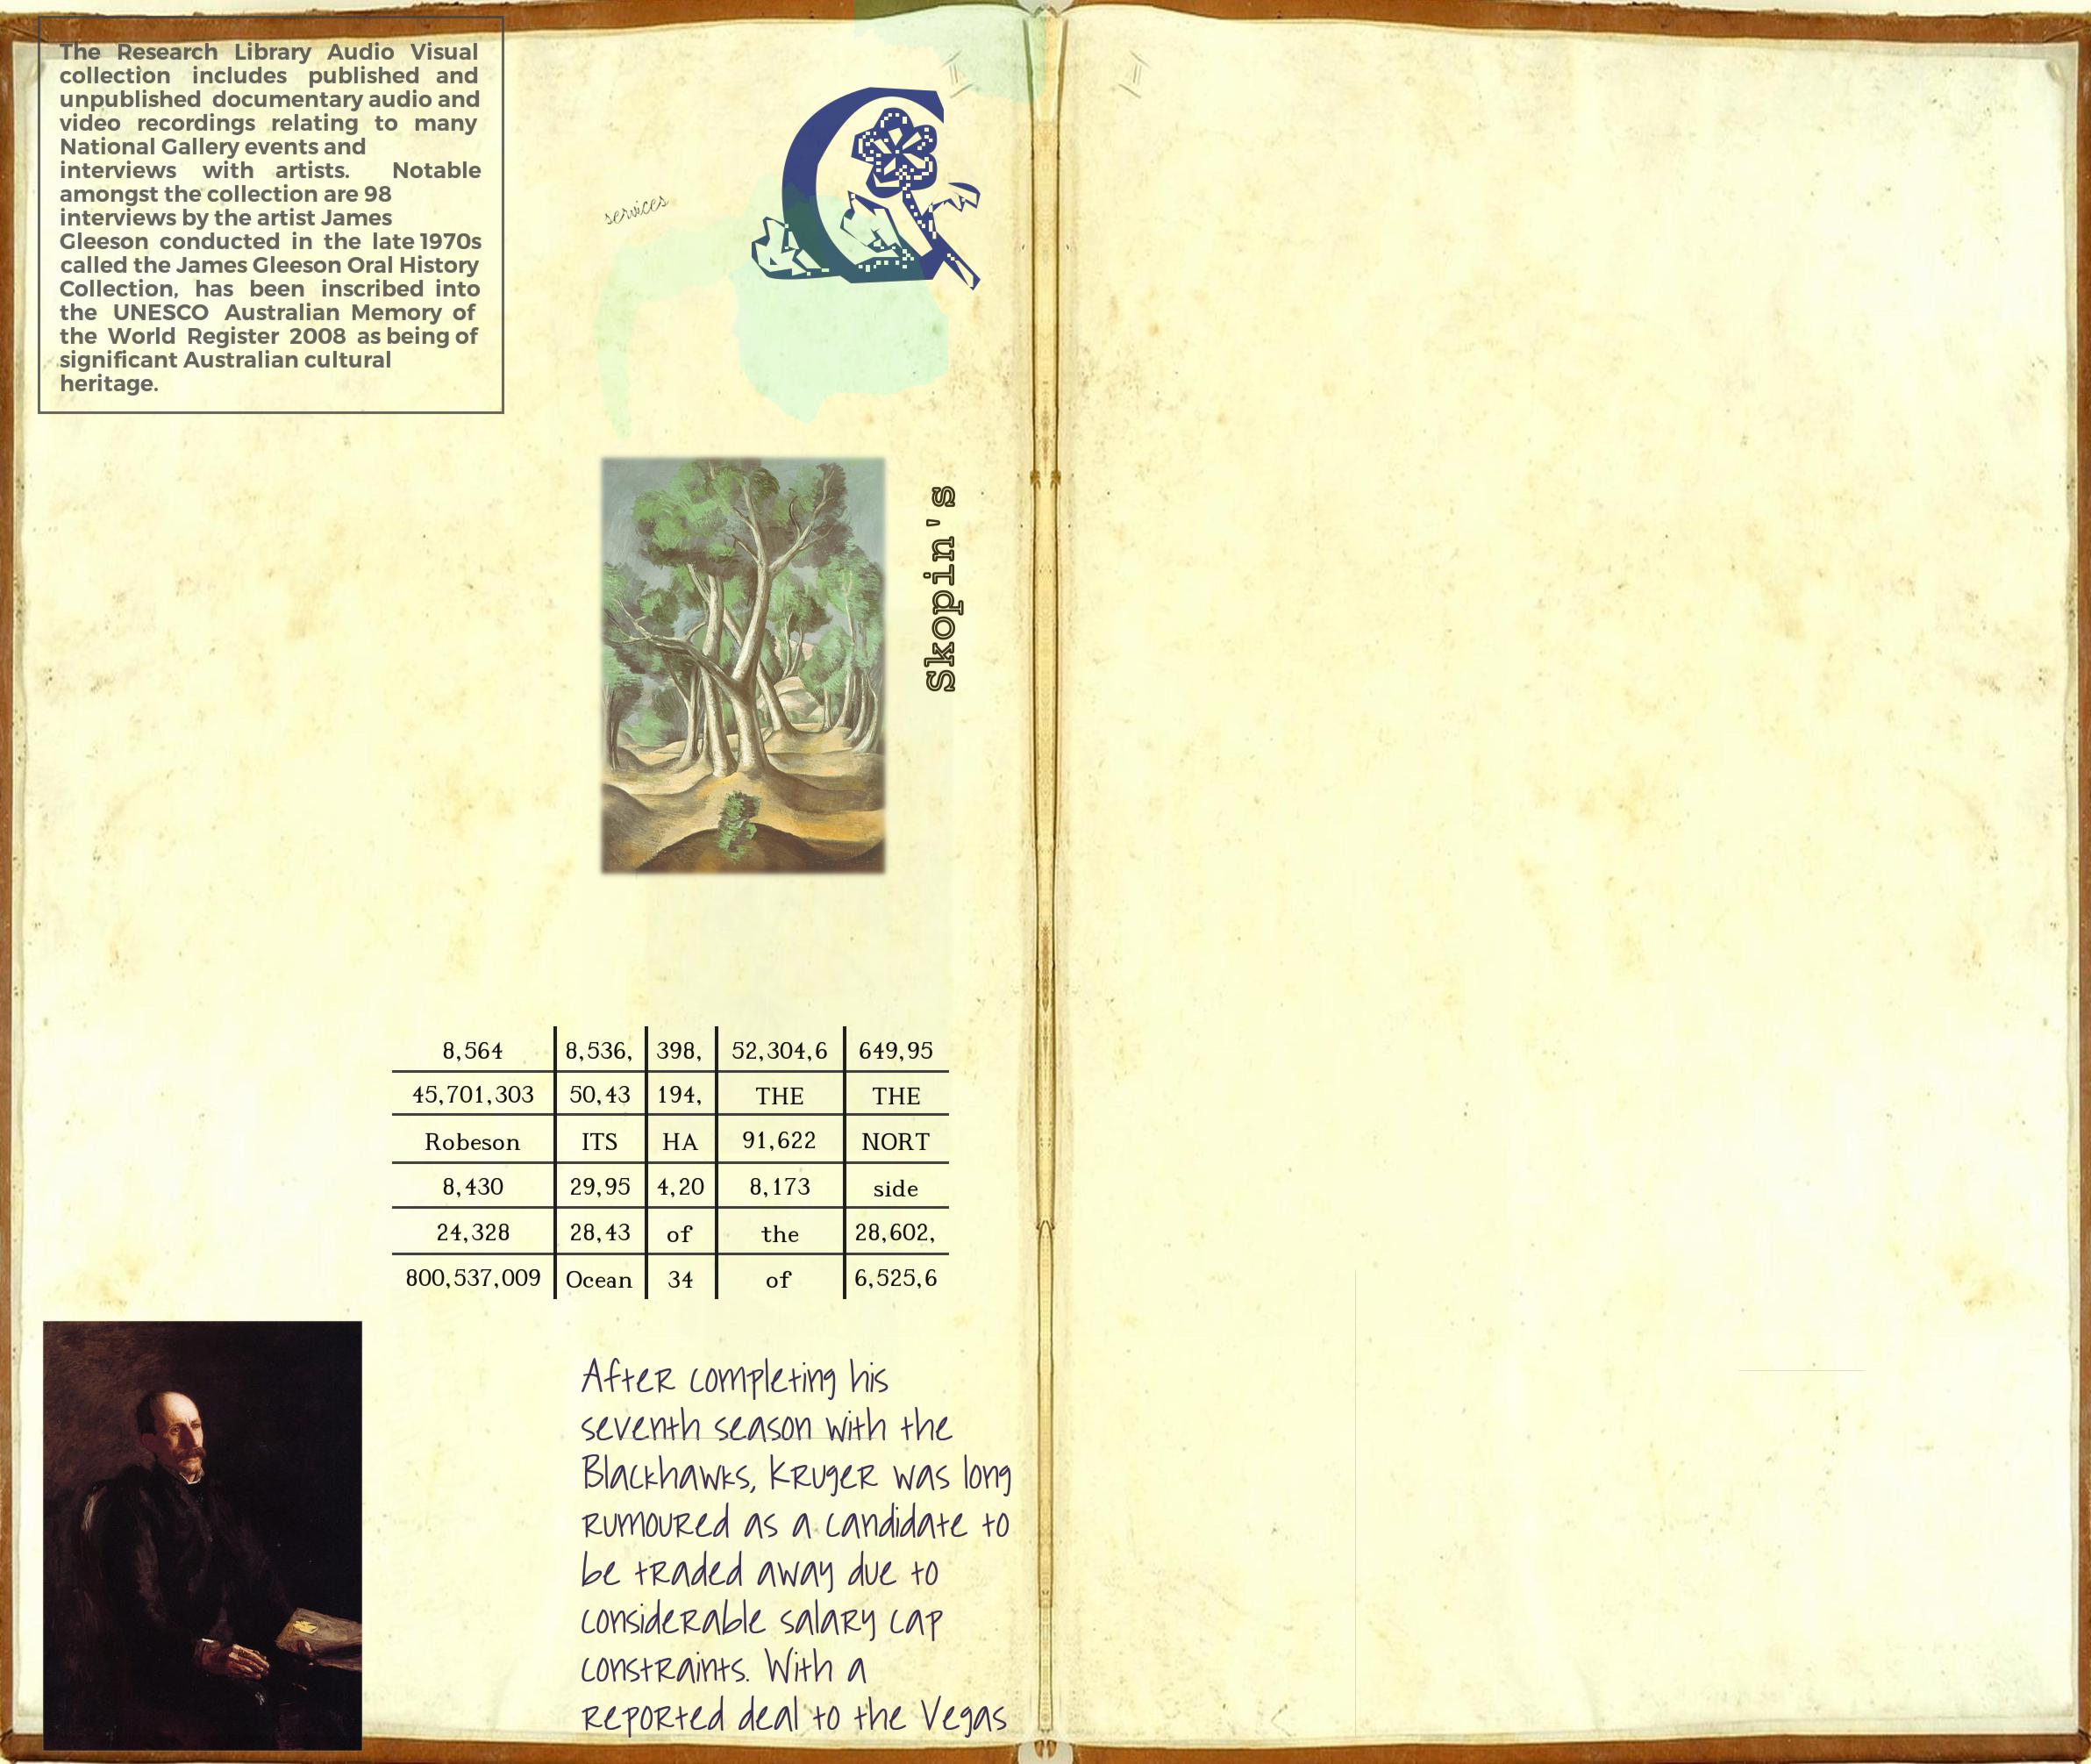 The Research Library Audio Visual
collection includes published and
unpublished documentary audio and
video recordings relating to many
National Gallery events and
interviews with artists. Notable
amongst the collection are 98
interviews by the artist James
Gleeson conducted in the late 1970s
called the James Gleeson Oral History
Collection, has been inscribed into
the UNESCO Australian Memory of
the World Register 2008 as being of
significant Australian cultural
heritage.
services
C
Skopin's
8,564 8,536, 398, 52,304,6 649,95
45,701,303 50,43 194, THE THE
Robeson ITS HA 91,622 NORT
8,430 29,95 4,20 8,173 side
24,328 28,43 of the 28,602,
800,537,009 Ocean 34 of 6,525,6
After completing his
seventh season with the
Blackhawks, Kruger was long
rumoured as a candidate to
be traded away due to
considerable salary cap
constraints. With a
reported deal to the Vegas